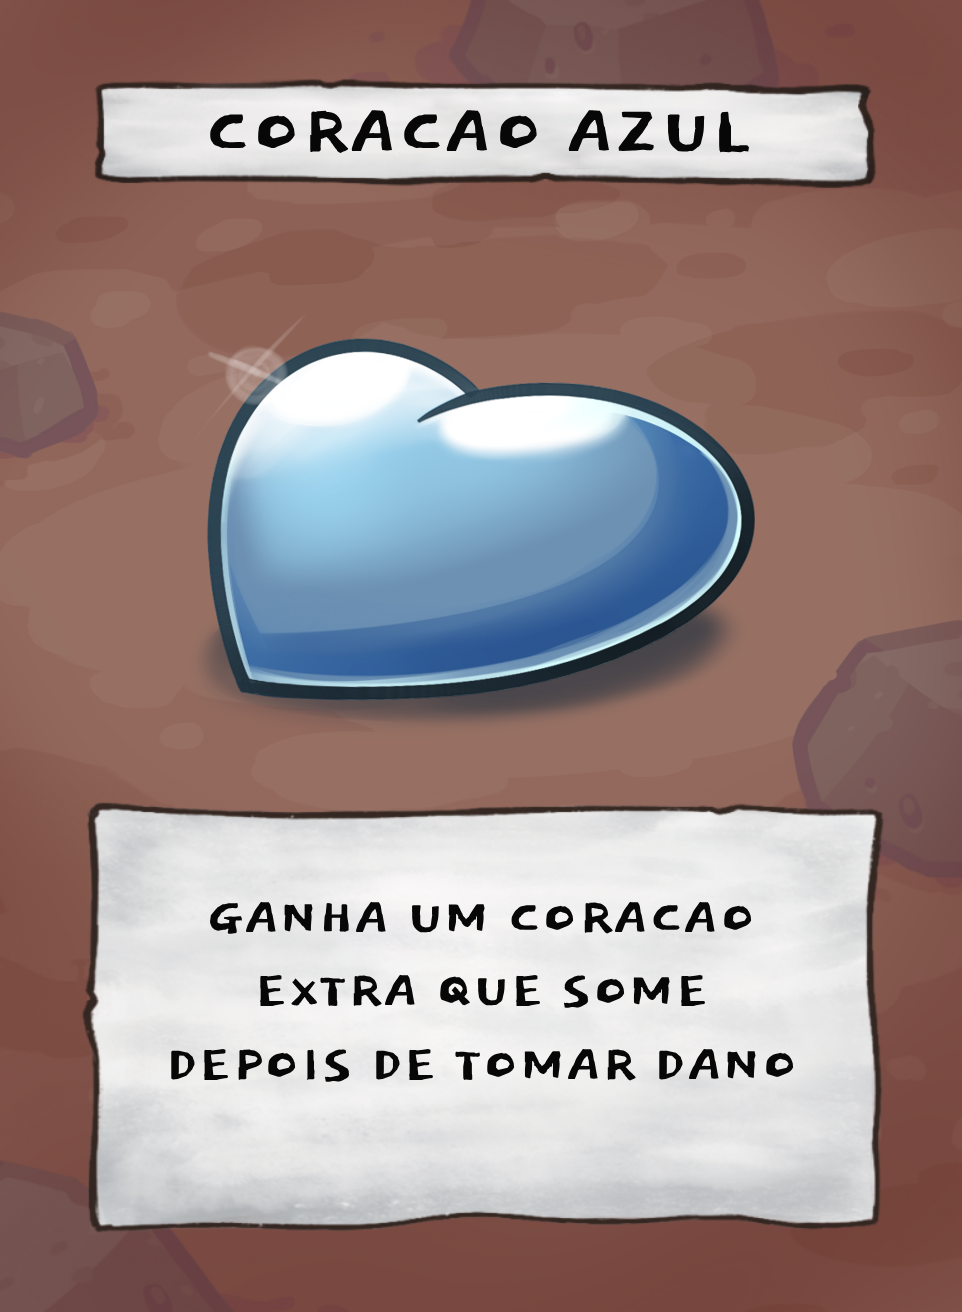 CORACAO AZUL
GANHA UM CORACAO
EXTRA QUE SOME
DEPOIS DE TOMAR DANO